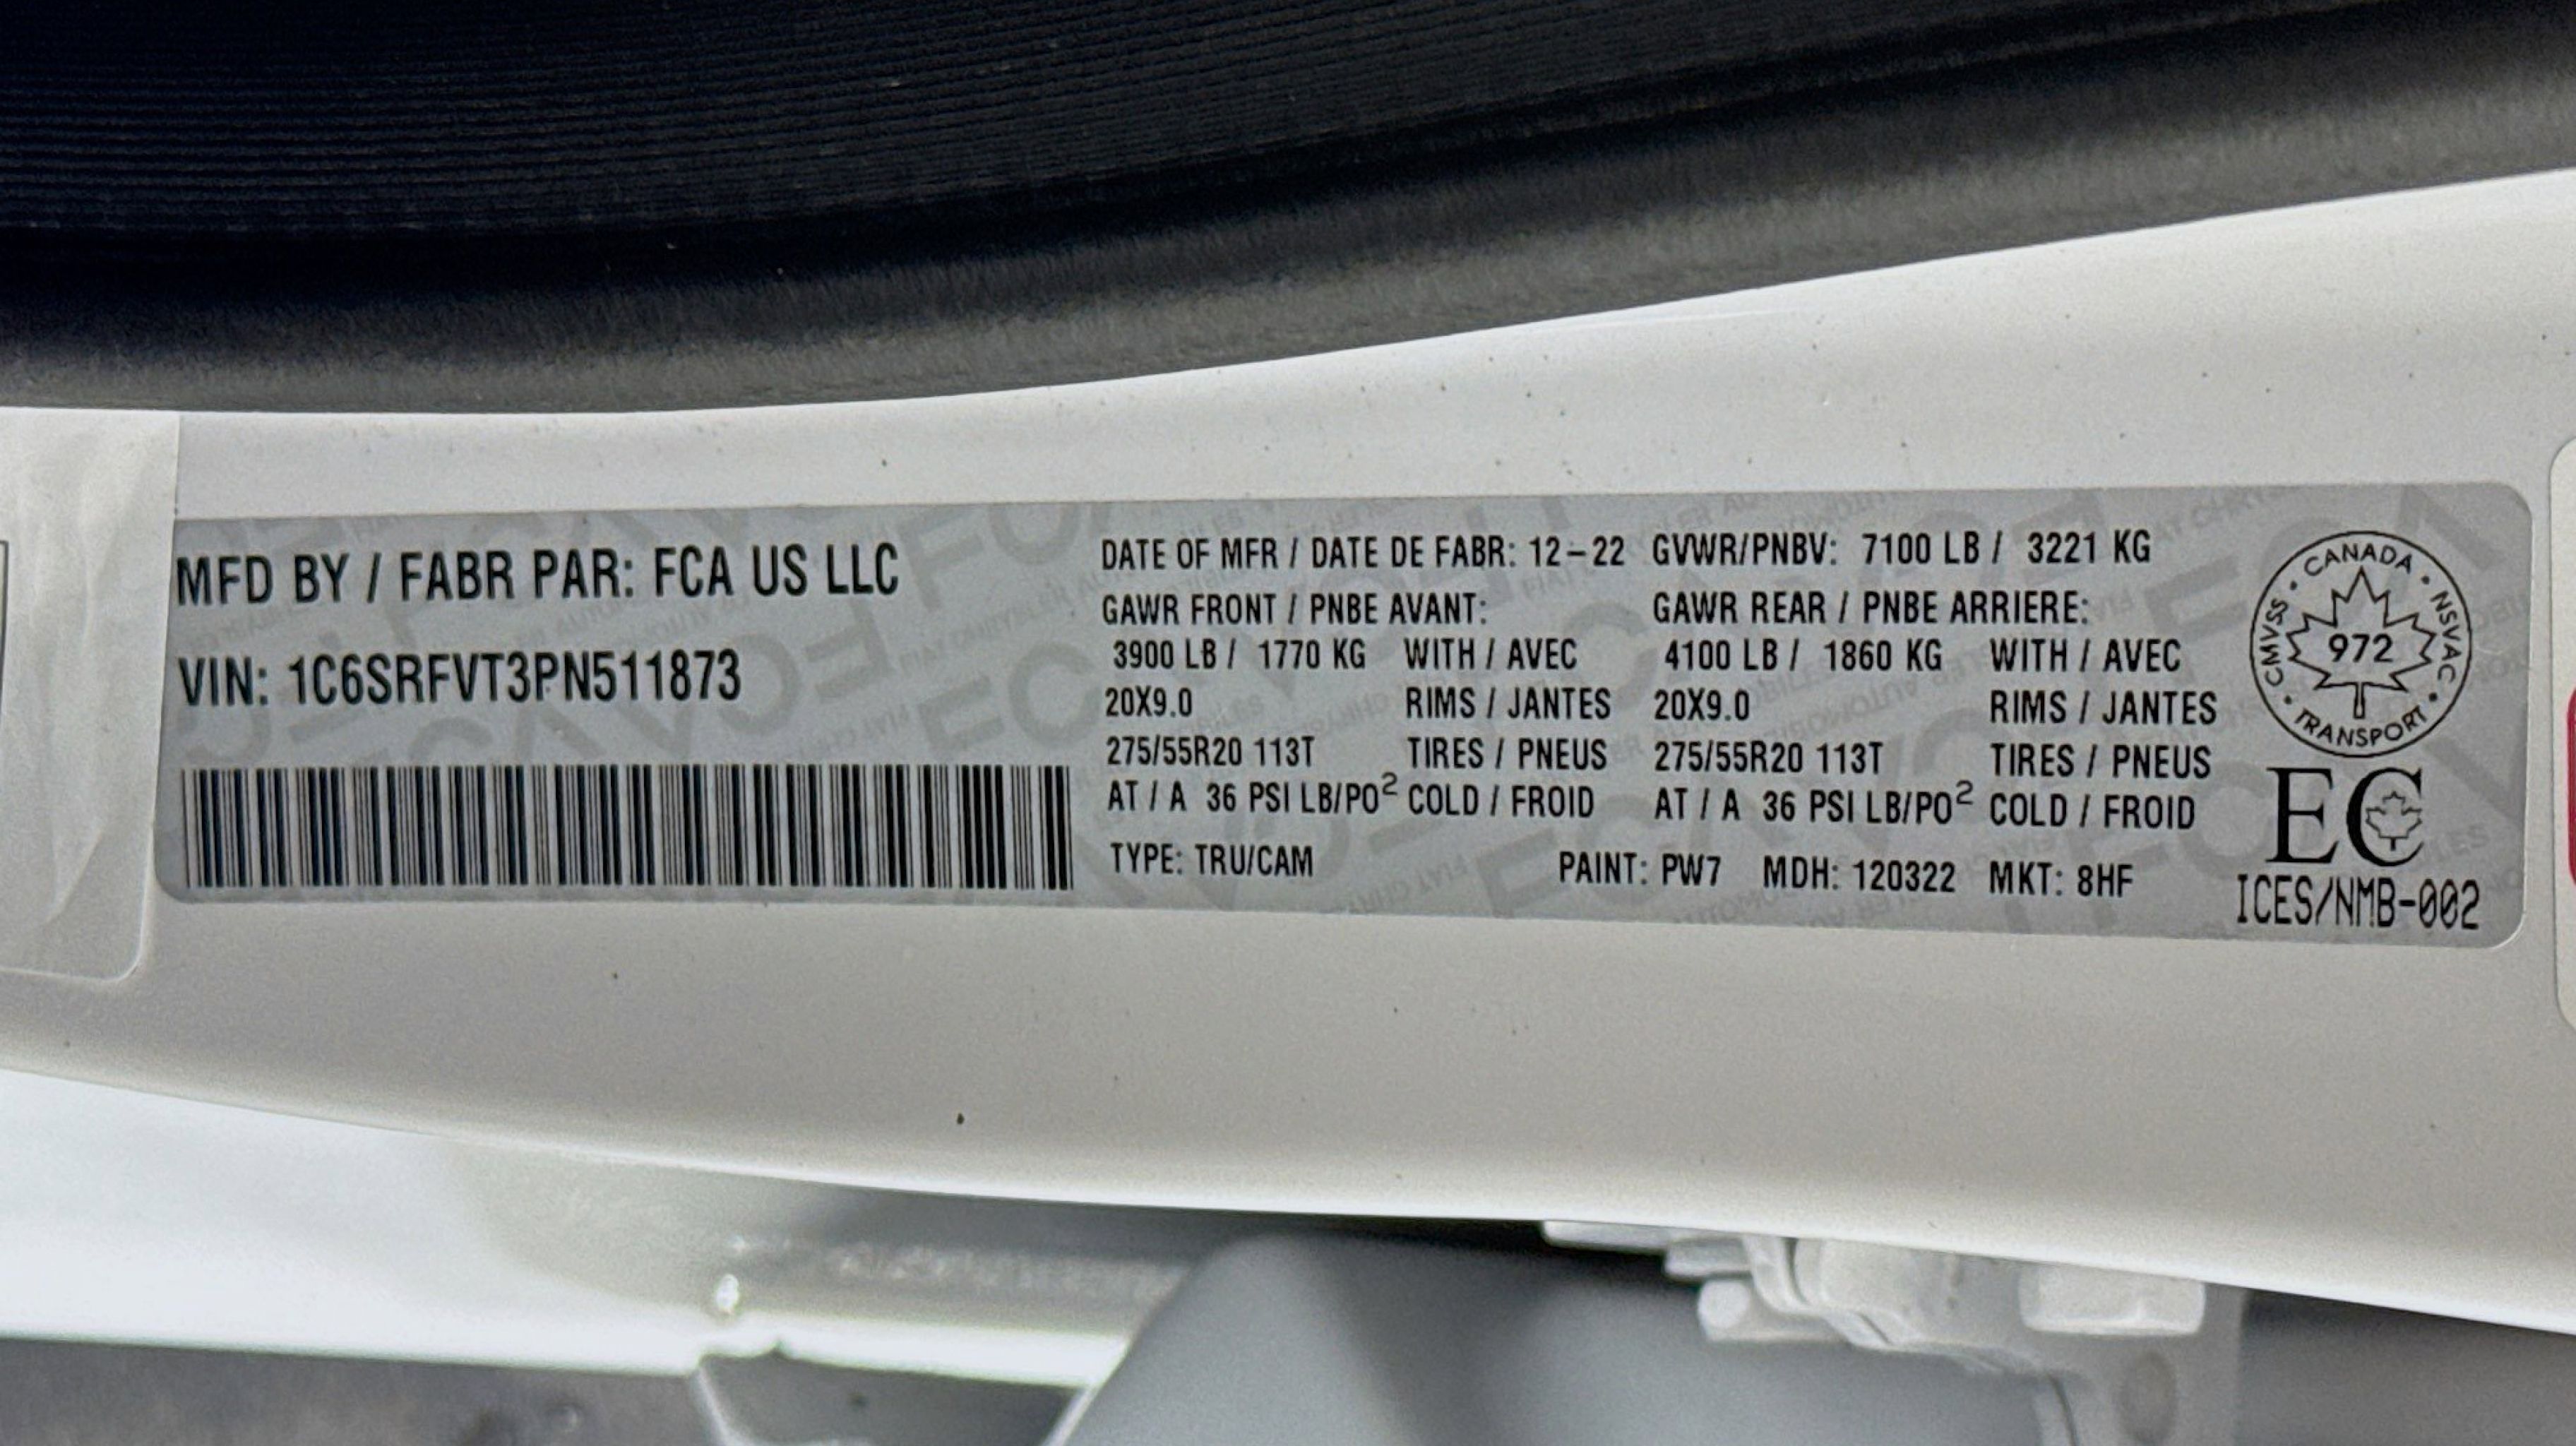 MFD BY / FABR PAR: FCA US LLC
VIN: 1C6SRFVT3PN511873
DATE OF MFR / DATE DE FABR: 12-22 GVWR/PNBV: 7100 LB / 3221 KG
GAWR FRONT / PNBE AVANT: GAWR REAR / PNBE ARRIERE:
3900 LB / 1770 KG WITH / AVEC 4100 LB / 1860 KG WITH / AVEC
20X9.0 RIMS / JANTES 20X9.0 RIMS / JANTES
275/55R20 113T TIRES / PNEUS 275/55R20 113T TIRES / PNEUS
AT / A 36 PSI LB/PO² COLD / FROID AT / A 36 PSI LB/PO² COLD / FROID
TYPE: TRU/CAM PAINT: PW7 MDH: 120322 MKT: 8HF
CANADA • NSVAC • TRANSPORT • CMVSS •
972
EC
ICES/NMB-002